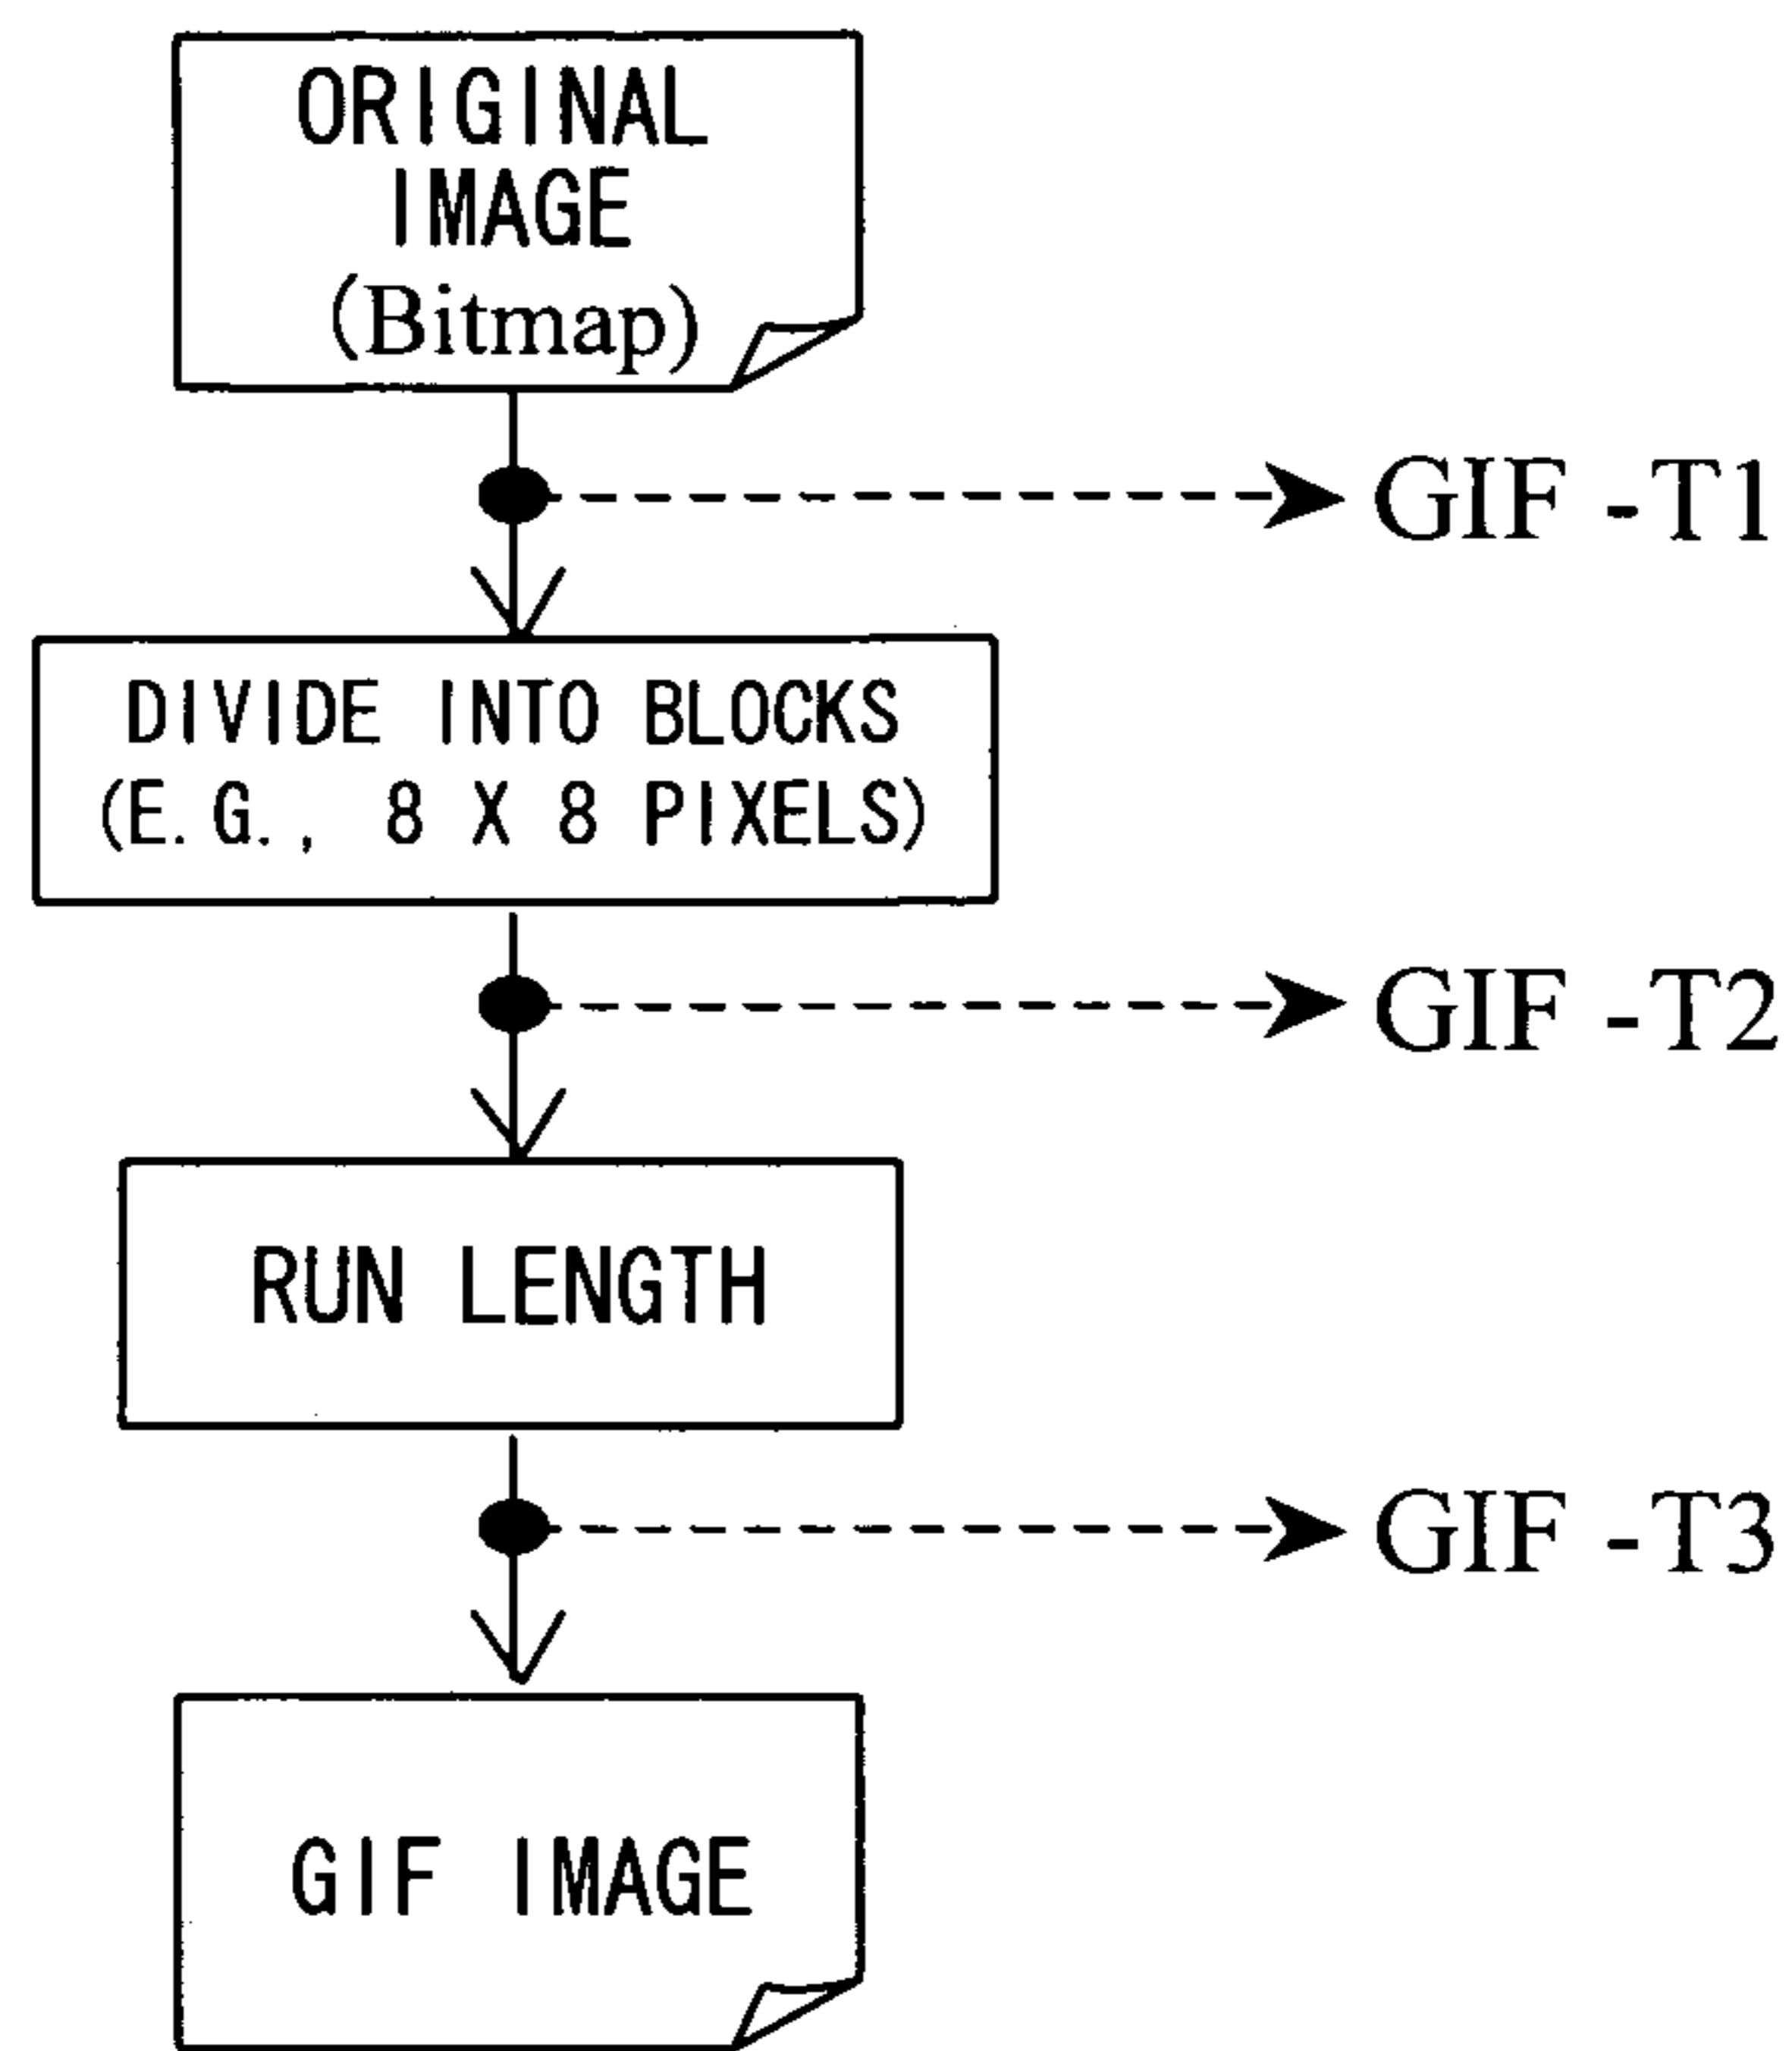 ORIGINAL
IMAGE
(Bitmap)
GIF -T1
DIVIDE INTO BLOCKS
(E.G., 8 X 8 PIXELS)
GIF -T2
RUN LENGTH
GIF -T3
GIF IMAGE